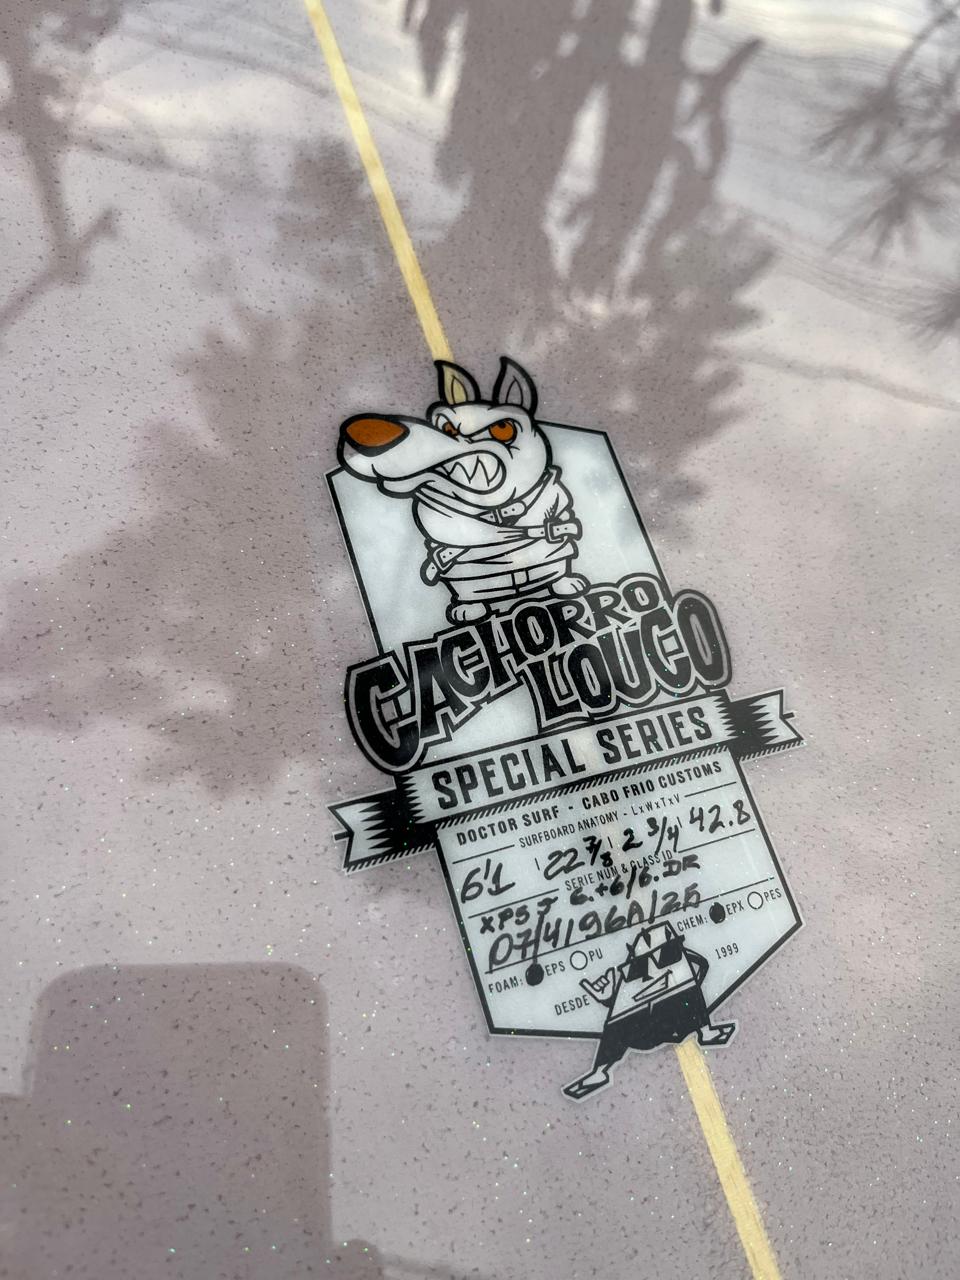 CACHORRO
LOUCO
SPECIAL SERIES
DOCTOR SURF - CABO FRIO CUSTOMS
SURFBOARD ANATOMY - LxWxTxV
6'1 | 22 7/8 | 2 3/4 | 42.8
SERIE NUM & CLASS ID
XPS 6.+6/6.DR
07/4196A/25
FOAM: EPS PU CHEM: EPX PES
DESDE 1999